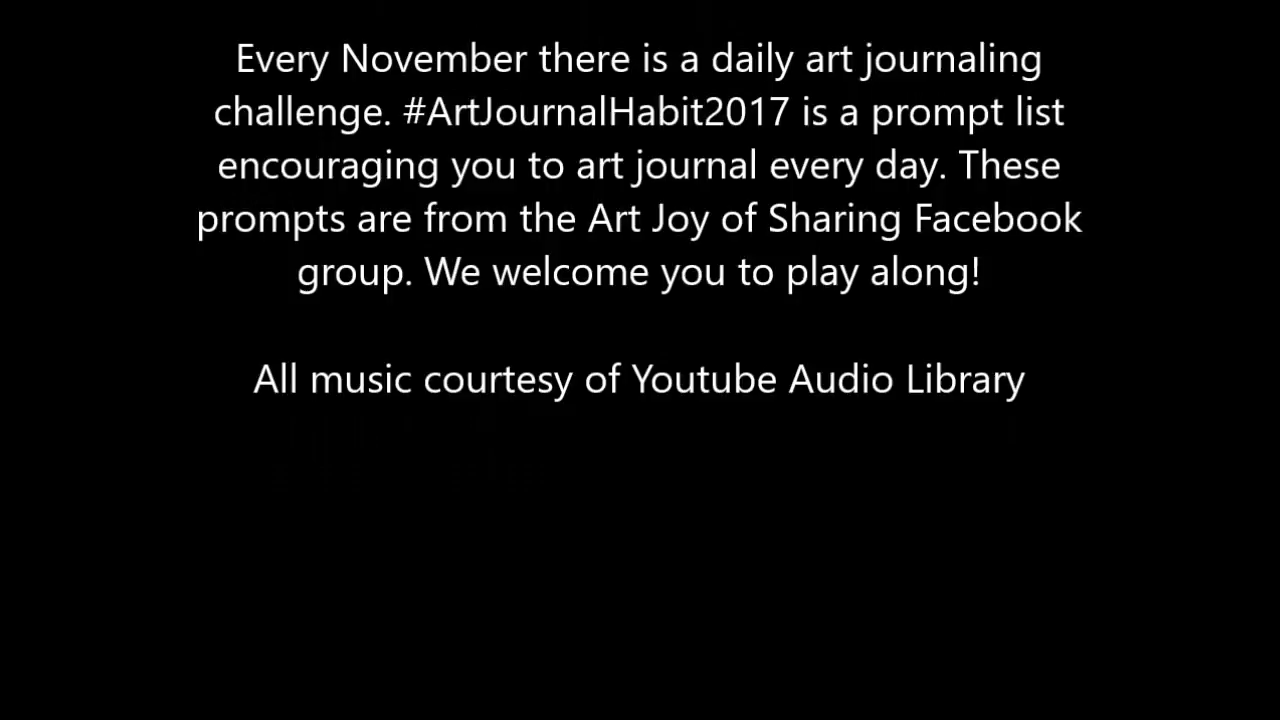 Every November there is a daily art journaling
challenge. #ArtJournalHabit2017 is a prompt list
encouraging you to art journal every day. These
prompts are from the Art Joy of Sharing Facebook
group. We welcome you to play along!
All music courtesy of Youtube Audio Library